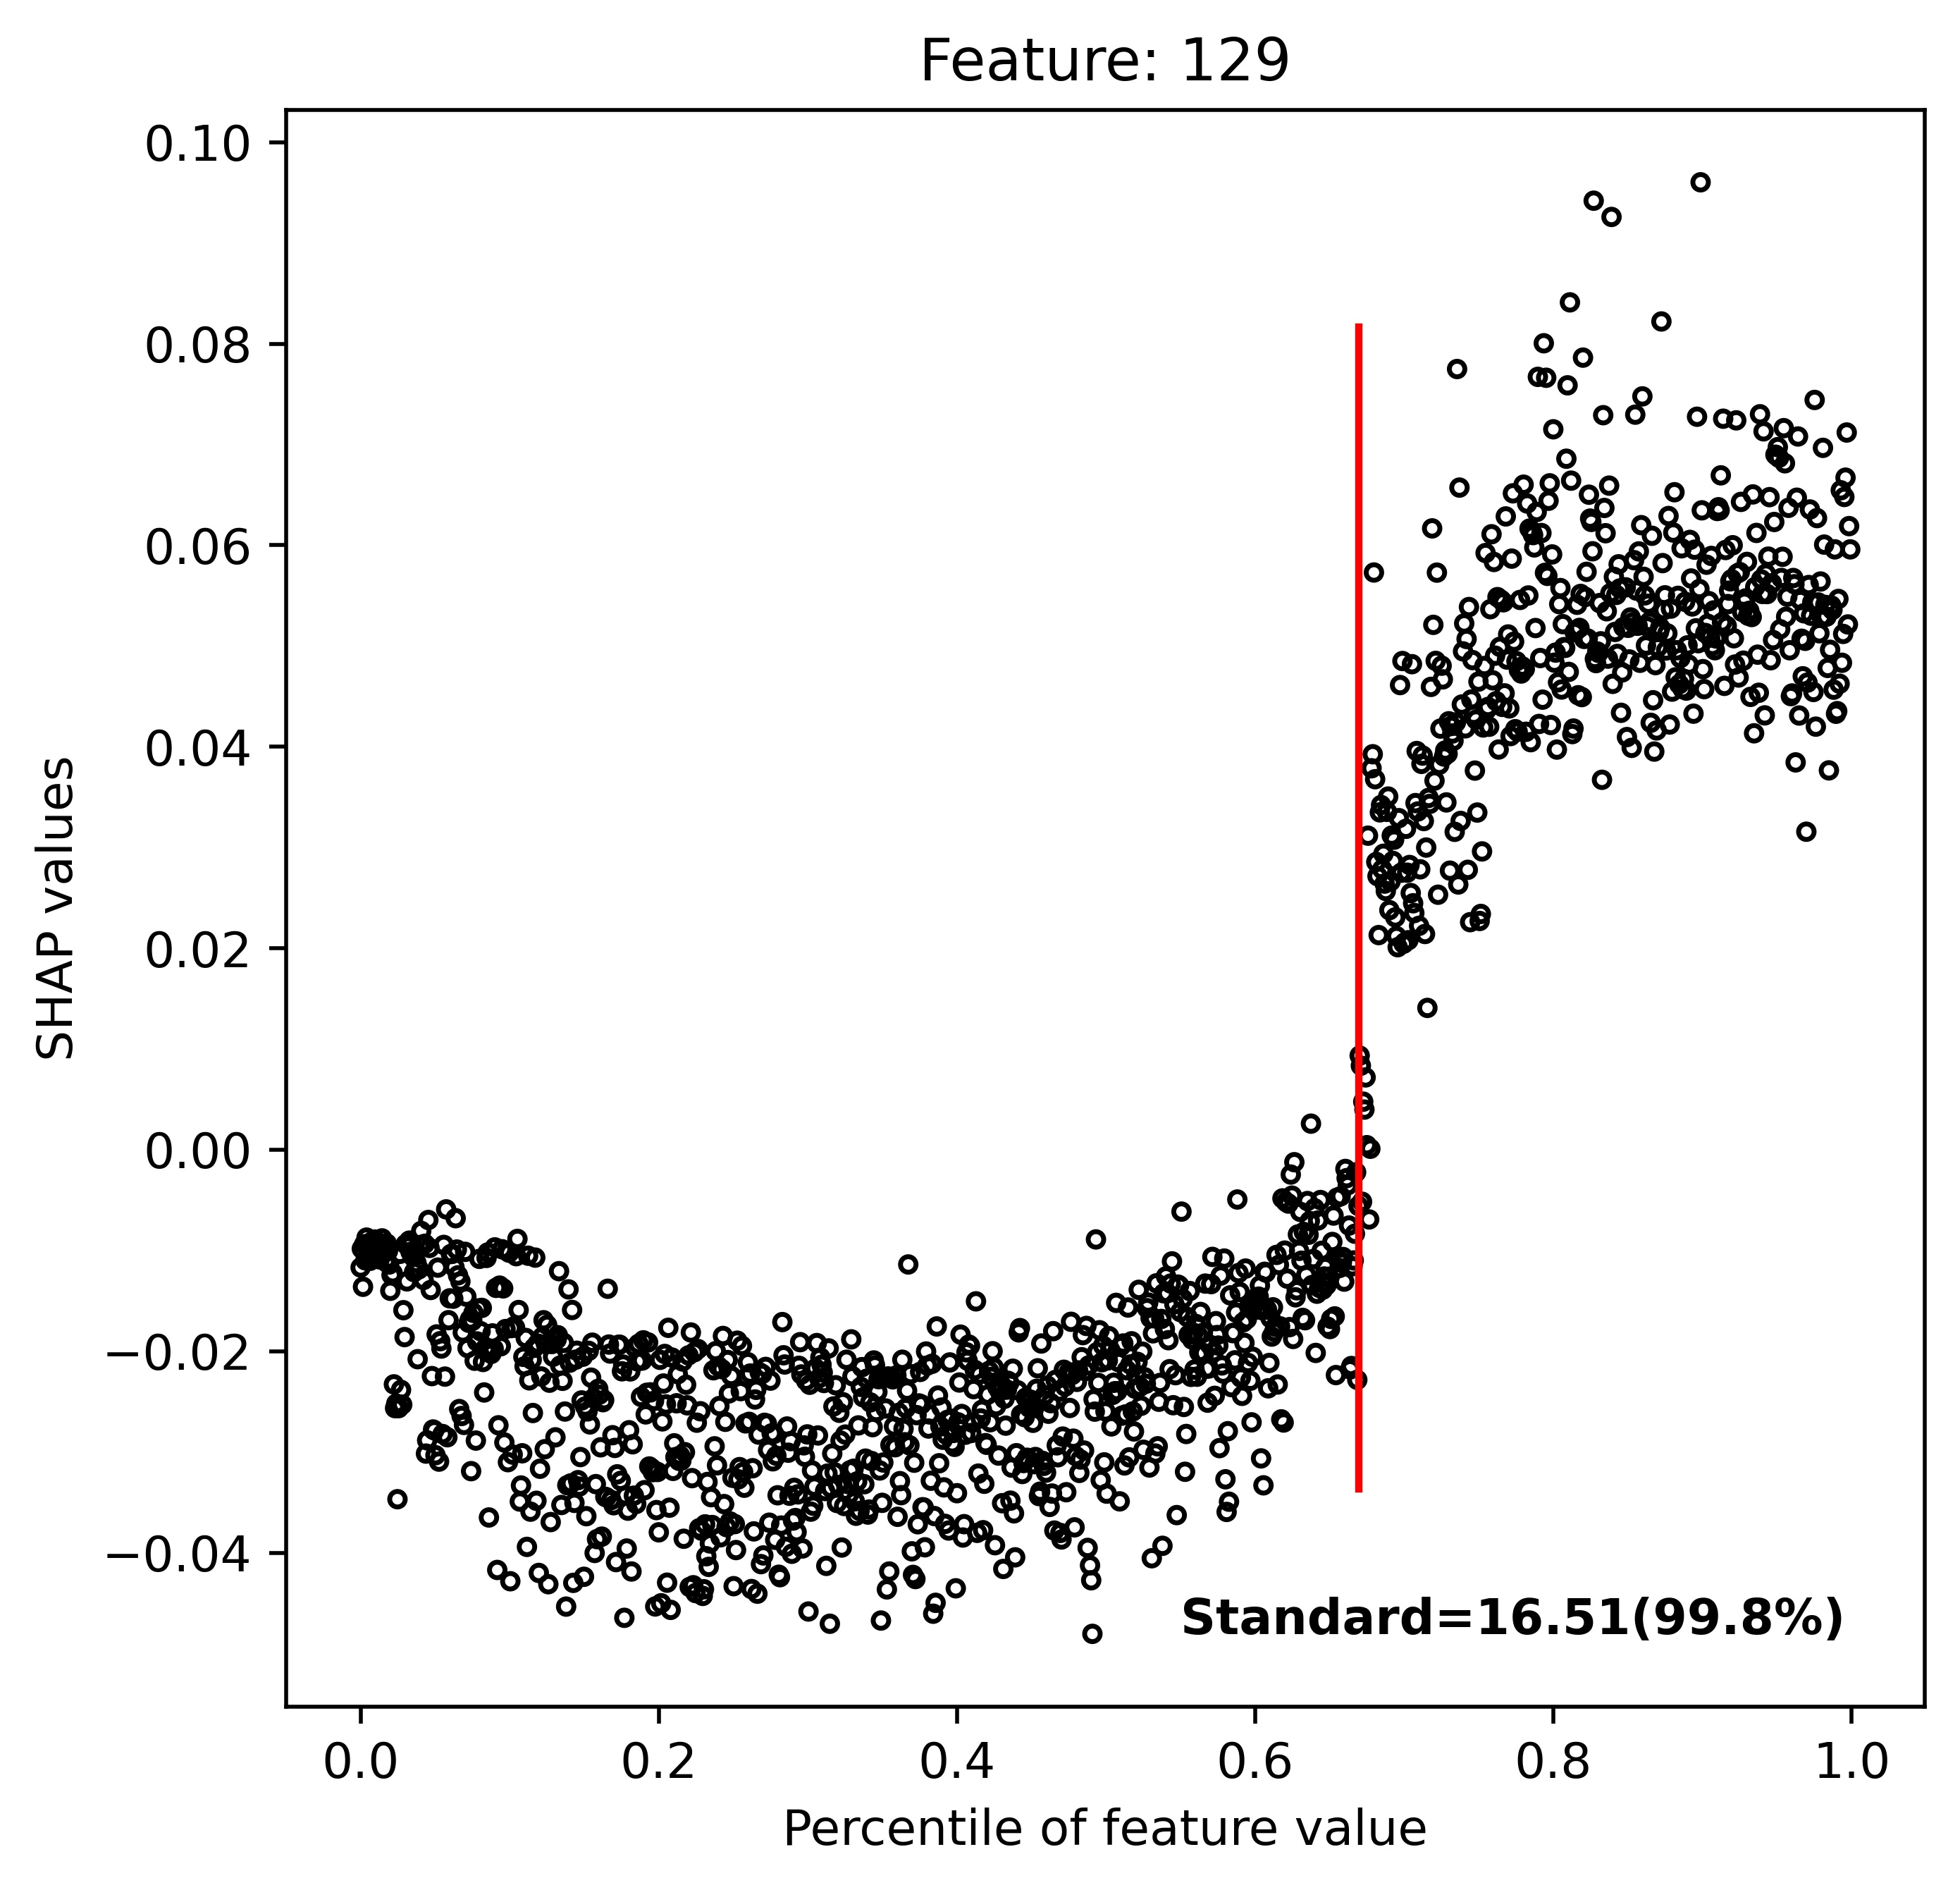 Feature: 129
0.10
0.08
0.06
0.04
0.02
0.00
−0.02
−0.04
SHAP values
Standard=16.51(99.8%)
0.0 0.2 0.4 0.6 0.8 1.0
Percentile of feature value